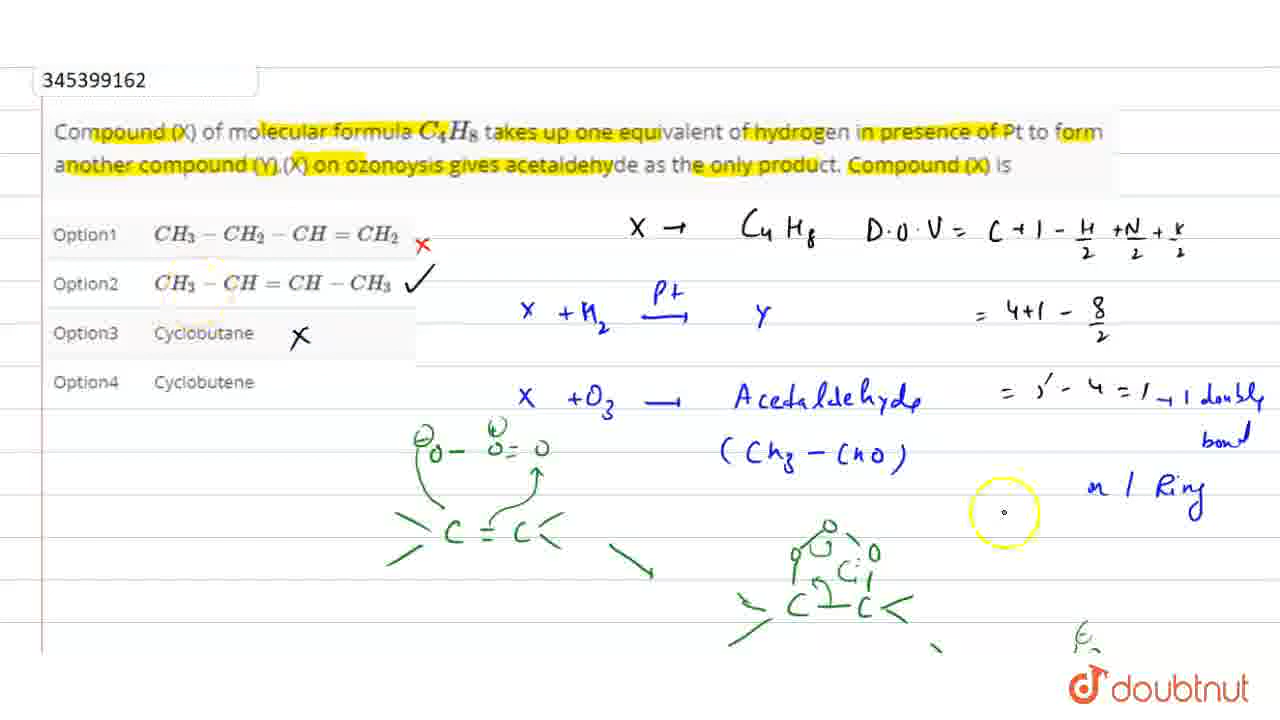 345399162
Compound (X) of molecular formula C₄H₈ takes up one equivalent of hydrogen in presence of Pt to form
another compound (Y).(X) on ozonoysis gives acetaldehyde as the only product. Compound (X) is
Option1 CH₃ − CH₂ − CH = CH₂ x
Option2 CH₃ − CH = CH − CH₃ ✓
Option3 Cyclobutane x
Option4 Cyclobutene
X → C₄H₈ D.O.V = C+1 − H/2 + N/2 + X/2
X + H₂ Pt → Y
= 4+1 − 8/2
X + O₃ → Acetaldehyde
(CH₃ − CHO)
= 5 − 4 = 1 → 1 double
bond
or 1 Ring
⊖O − O⊕ = O
C = C
O O O
C − C
doubtnut